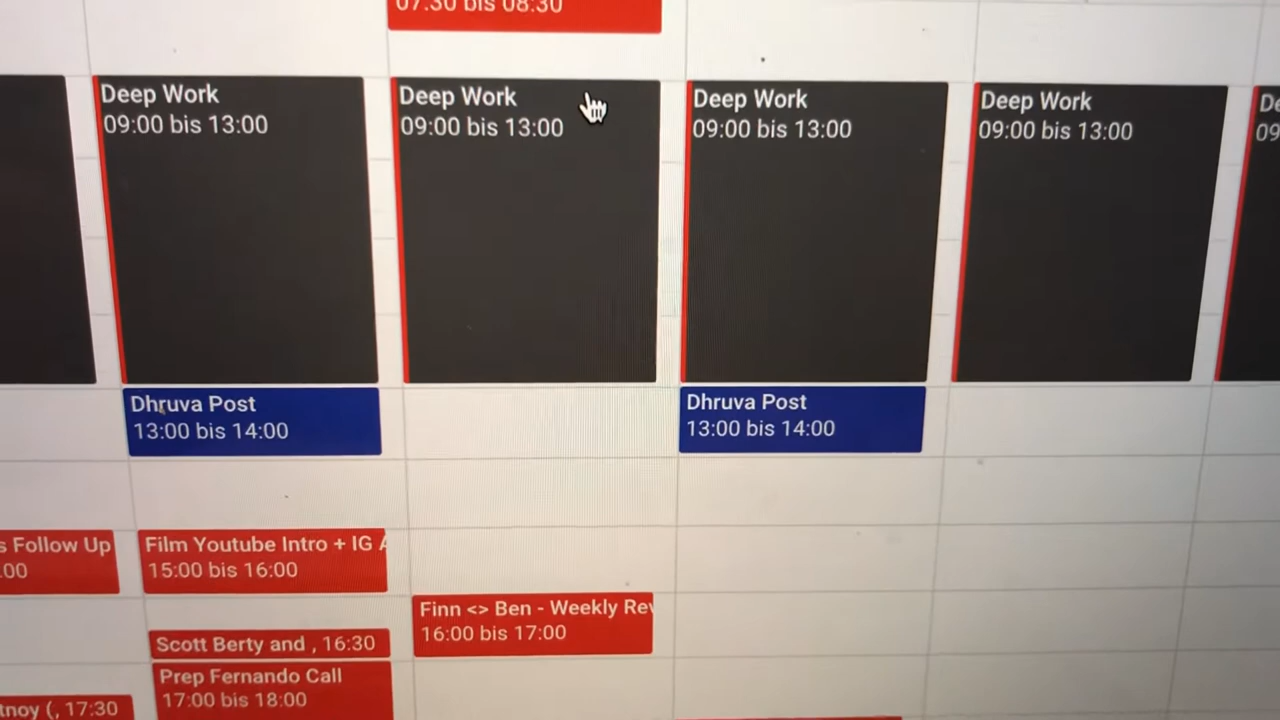 07:30 bis 08:30
Deep Work
09:00 bis 13:00
Deep Work
09:00 bis 13:00
Deep Work
09:00 bis 13:00
Deep Work
09:00 bis 13:00
De
09
Dhruva Post
13:00 bis 14:00
Dhruva Post
13:00 bis 14:00
s Follow Up
:00
Film Youtube Intro + IG A
15:00 bis 16:00
Finn <> Ben - Weekly Rev
16:00 bis 17:00
Scott Berty and , 16:30
Prep Fernando Call
17:00 bis 18:00
tnoy (, 17:30